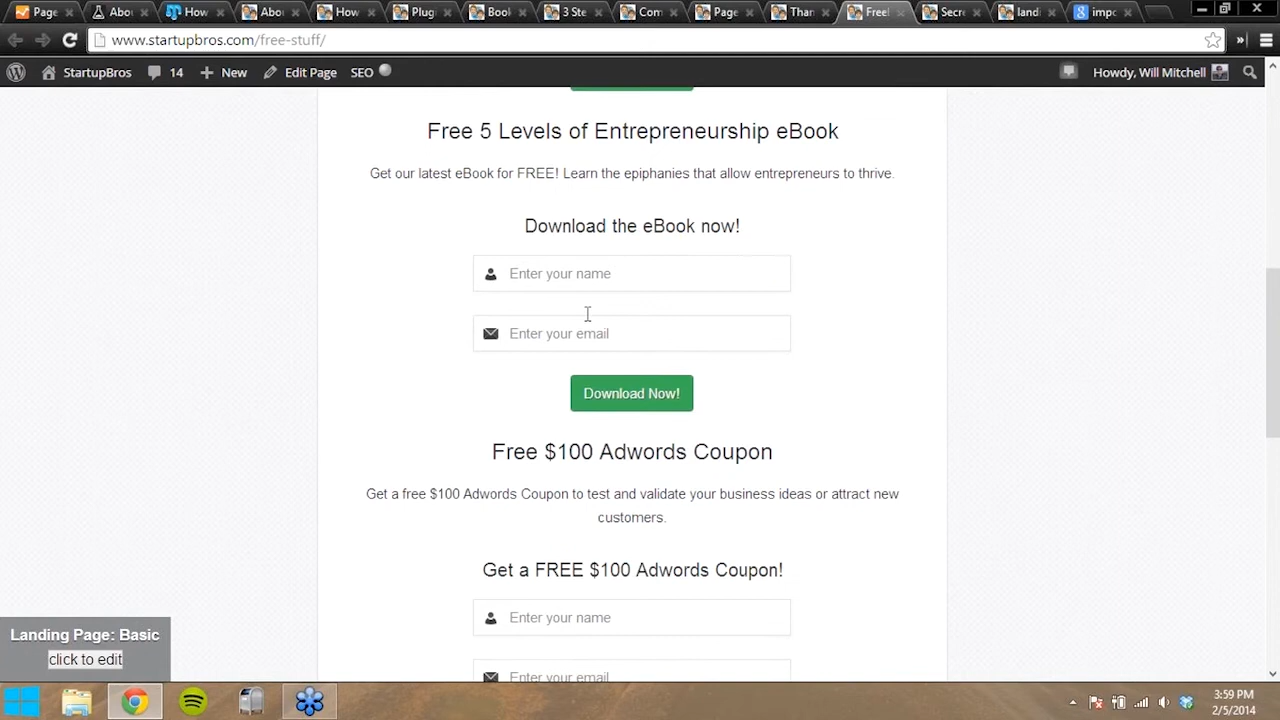 Page
Abo
How
Abo
How
Plug
Boo
3 Ste
Com
Page
Than
Free
Secre
landi
impo
www.startupbros.com/free-stuff/
StartupBros
14
New
Edit Page
SEO
Howdy, Will Mitchell
Free 5 Levels of Entrepreneurship eBook
Get our latest eBook for FREE! Learn the epiphanies that allow entrepreneurs to thrive.
Download the eBook now!
Enter your name
Enter your email
Download Now!
Free $100 Adwords Coupon
Get a free $100 Adwords Coupon to test and validate your business ideas or attract new
customers.
Get a FREE $100 Adwords Coupon!
Enter your name
Enter your email
Landing Page: Basic
click to edit
3:59 PM
2/5/2014